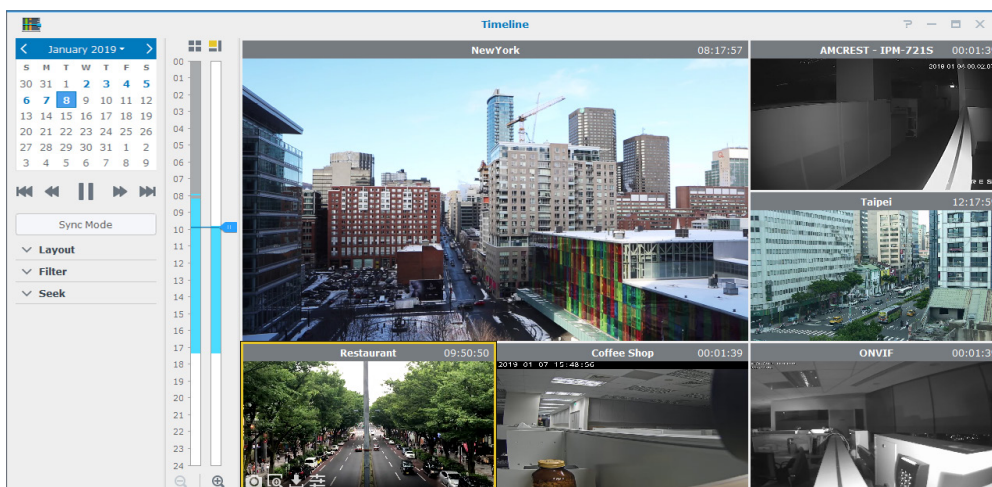 Timeline
January 2019
S M T W T F S
30 31 1 2 3 4 5
6 7 8 9 10 11 12
13 14 15 16 17 18 19
20 21 22 23 24 25 26
27 28 29 30 31 1 2
3 4 5 6 7 8 9
Sync Mode
Layout
Filter
Seek
00
01
02
03
04
05
06
07
08
09
10
11
12
13
14
15
16
17
18
19
20
21
22
23
24
NewYork 08:17:57
AMCREST - IPM-721S 00:01:39
Taipei 12:17:59
Restaurant 09:50:50
Coffee Shop 00:01:39
2019 01 07 15:48:56
ONVIF 00:01:39